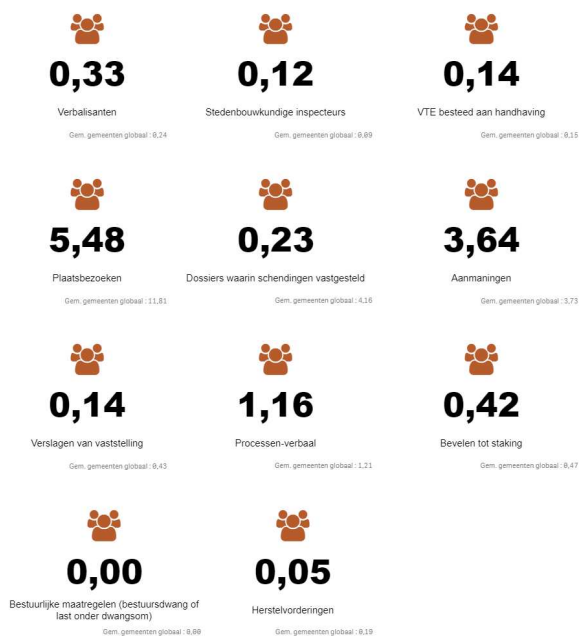 0,33
0,12
0,14
Verbalisanten
Stedenbouwkundige inspecteurs
VTE besteed aan handhaving
Gem. gemeenten globaal : 0,24
Gem. gemeenten globaal : 0,09
Gem. gemeenten globaal : 0,15
5,48
0,23
3,64
Plaatsbezoeken
Dossiers waarin schendingen vastgesteld
Aanmaningen
Gem. gemeenten globaal : 11,81
Gem. gemeenten globaal : 4,16
Gem. gemeenten globaal : 3,73
0,14
1,16
0,42
Verslagen van vaststelling
Processen-verbaal
Bevelen tot staking
Gem. gemeenten globaal : 0,43
Gem. gemeenten globaal : 1,21
Gem. gemeenten globaal : 0,47
0,00
0,05
Bestuurlijke maatregelen (bestuursdwang of
last onder dwangsom)
Herstelvorderingen
Gem. gemeenten globaal : 0,00
Gem. gemeenten globaal : 0,19